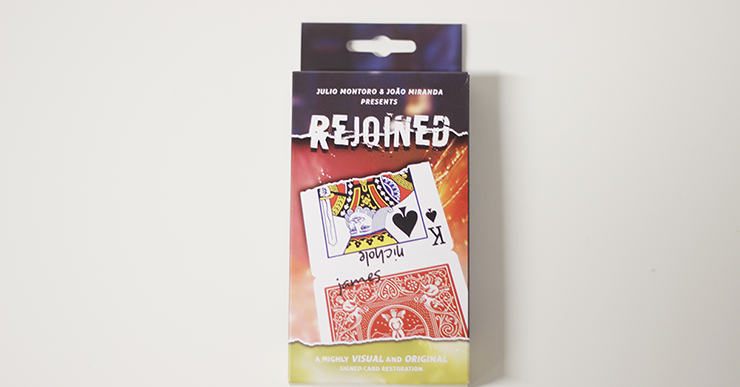 JULIO MONTORO & JOÃO MIRANDA
PRESENTS
REJOINED
K
nichole
james
A HIGHLY VISUAL AND ORIGINAL
SIGNED CARD RESTORATION